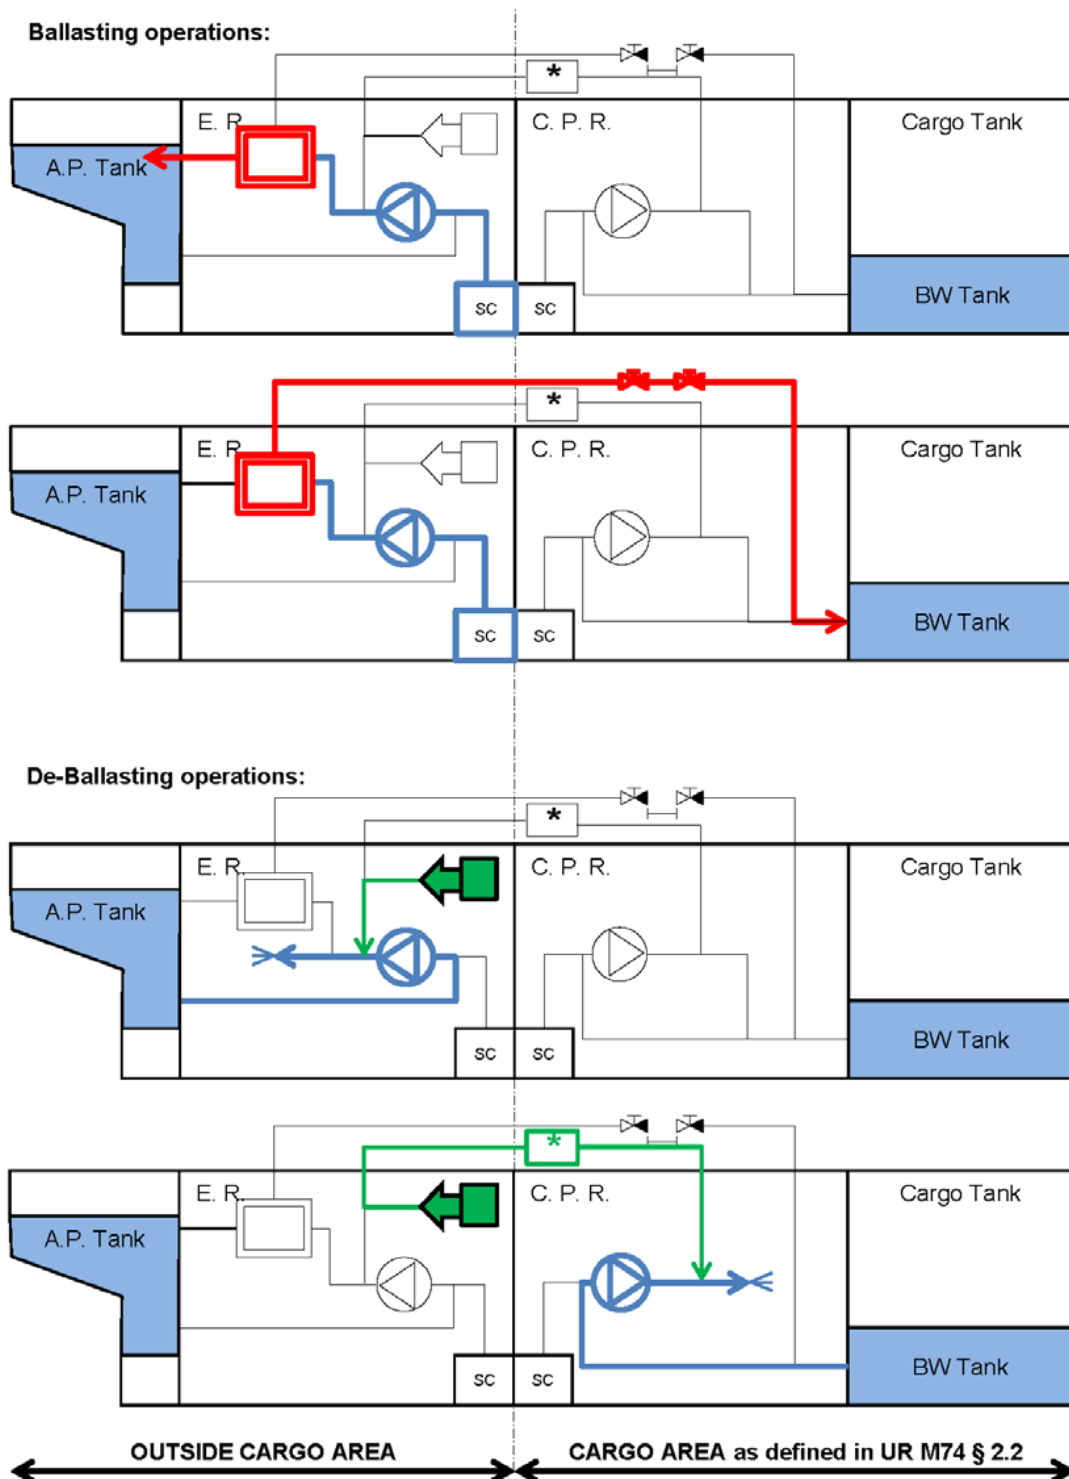 Ballasting operations:
*
E. R. C. P. R. Cargo Tank
A.P. Tank
sc sc BW Tank
*
E. R. C. P. R. Cargo Tank
A.P. Tank
sc sc BW Tank
De-Ballasting operations:
*
E. R. C. P. R. Cargo Tank
A.P. Tank
sc sc BW Tank
*
E. R. C. P. R. Cargo Tank
A.P. Tank
sc sc BW Tank
OUTSIDE CARGO AREA CARGO AREA as defined in UR M74 § 2.2